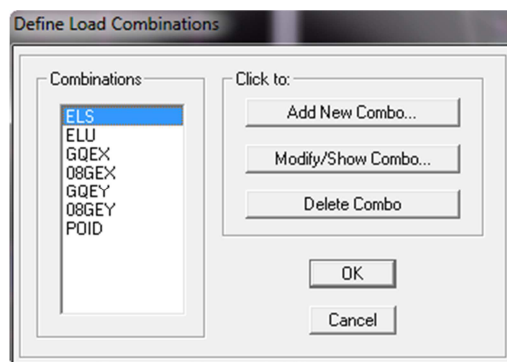 Define Load Combinations
Combinations
ELS
ELU
GQEX
08GEX
GQEY
08GEY
POID
Click to:
Add New Combo...
Modify/Show Combo...
Delete Combo
OK
Cancel